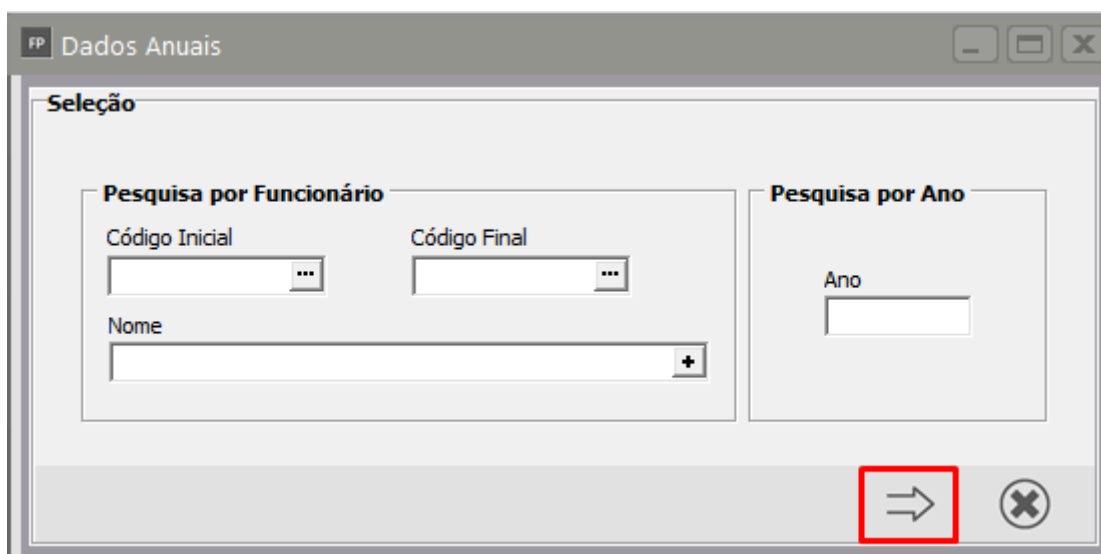 FP Dados Anuais
Seleção
Pesquisa por Funcionário
Pesquisa por Ano
Código Inicial
Código Final
...
...
Ano
Nome
+